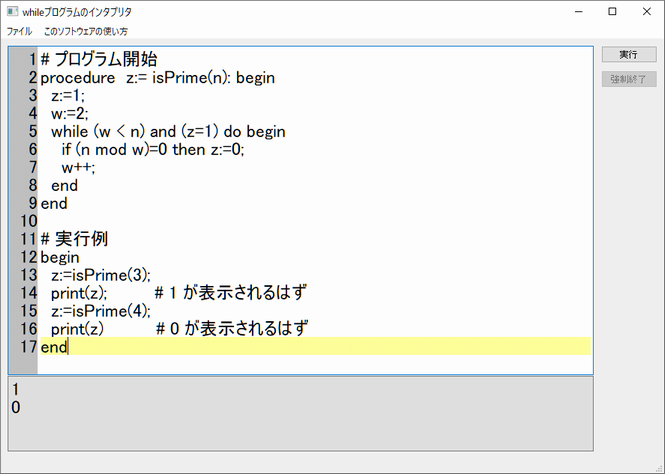 whileプログラムのインタプリタ
ファイル このソフトウェアの使い方
1 # プログラム開始
2 procedure z:= isPrime(n): begin
3 z:=1;
4 w:=2;
5 while (w < n) and (z=1) do begin
6 if (n mod w)=0 then z:=0;
7 w++;
8 end
9 end
10
11 # 実行例
12 begin
13 z:=isPrime(3);
14 print(z); # 1 が表示されるはず
15 z:=isPrime(4);
16 print(z) # 0 が表示されるはず
17 end
実行
強制終了
1
0